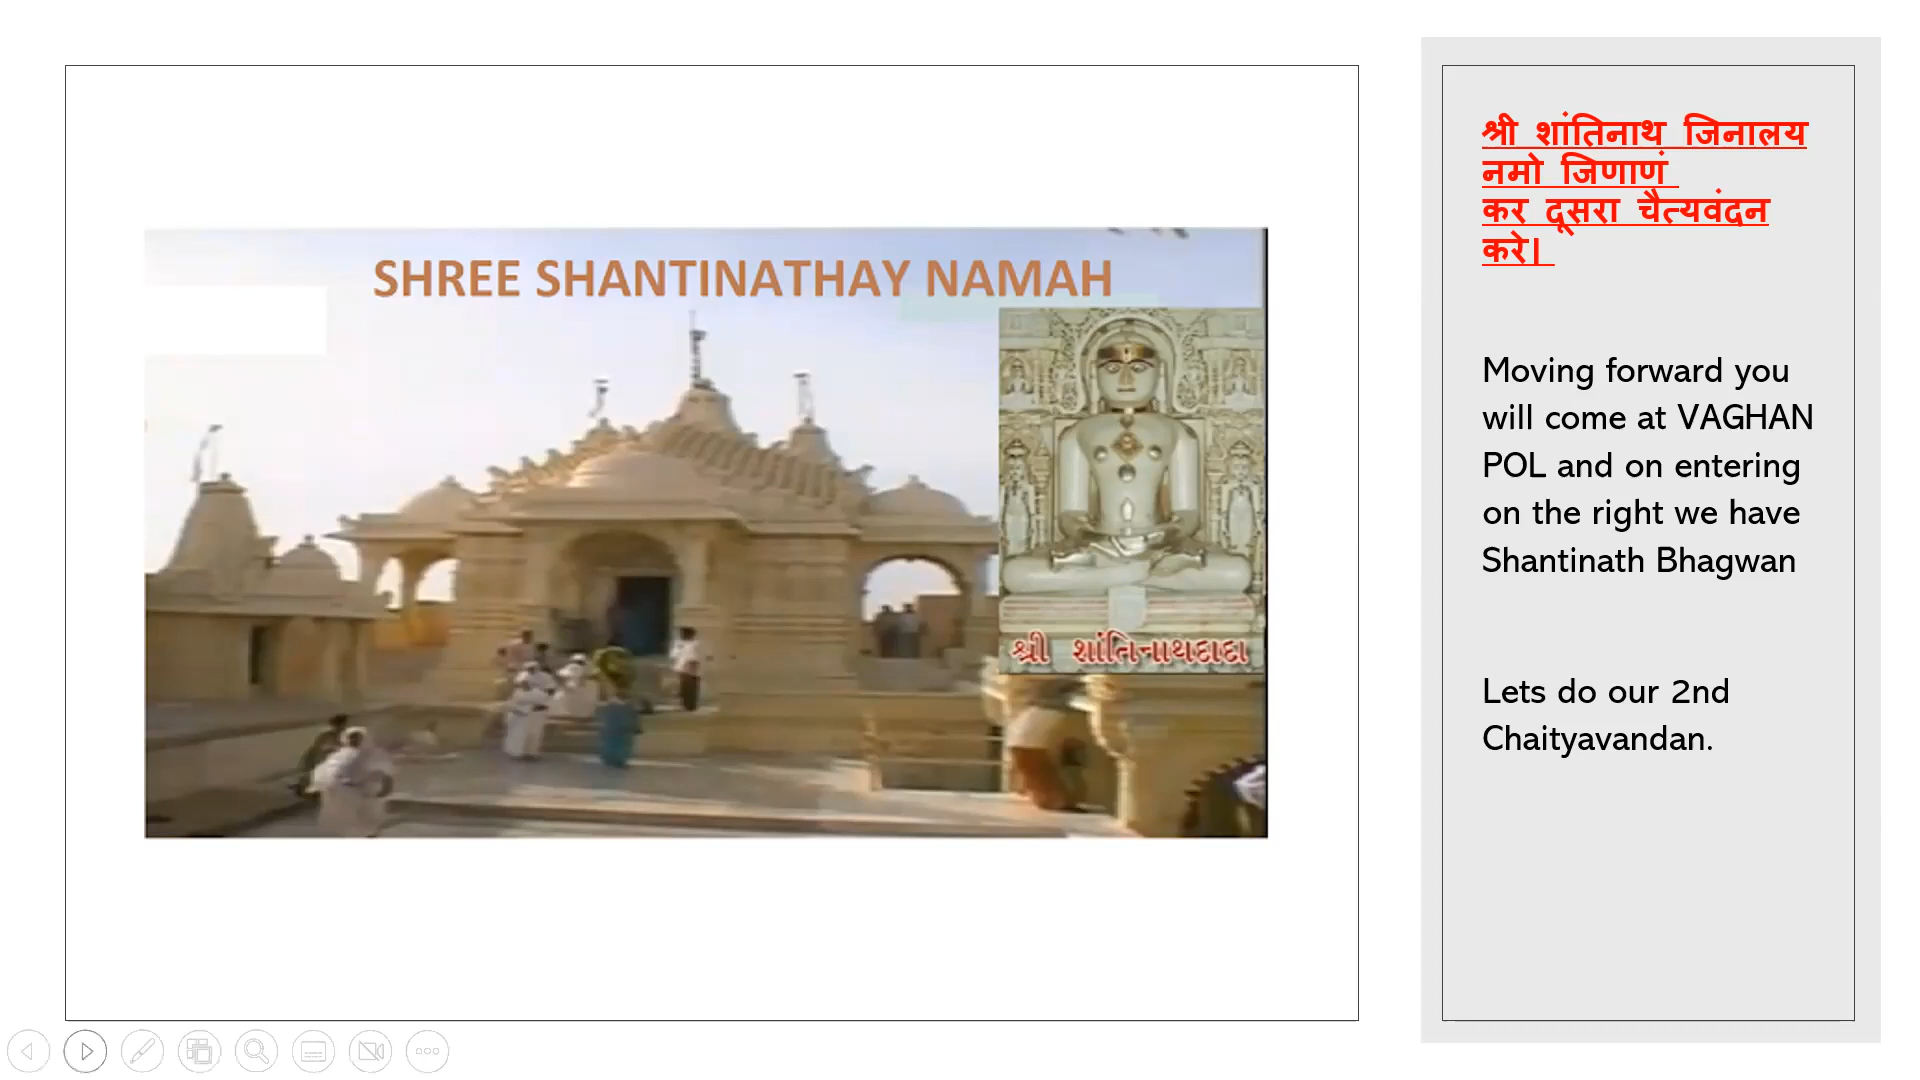 SHREE SHANTINATHAY NAMAH
શ્રી શાંતિનાથદાદા
श्री शांतिनाथ जिनालय
नमो जिणाणं
कर दूसरा चैत्यवंदन
करे|
Moving forward you
will come at VAGHAN
POL and on entering
on the right we have
Shantinath Bhagwan
Lets do our 2nd
Chaityavandan.